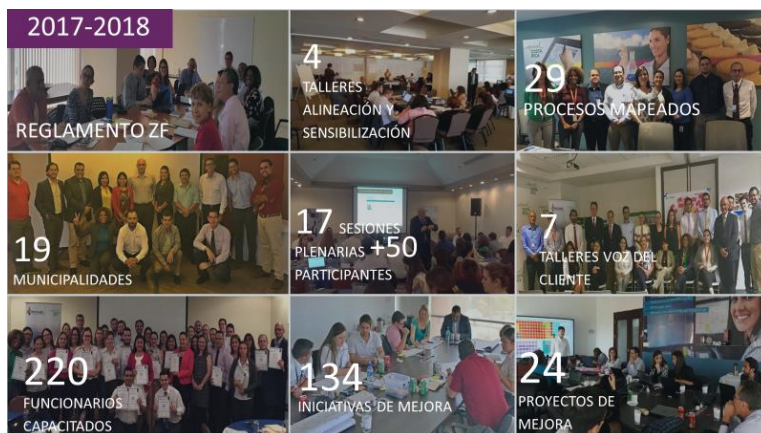 2017-2018
REGLAMENTO ZF
4
TALLERES
ALINEACIÓN Y
SENSIBILIZACIÓN
29
PROCESOS MAPEADOS
19
MUNICIPALIDADES
17 SESIONES
PLENARIAS +50
PARTICIPANTES
7
TALLERES VOZ DEL
CLIENTE
220
FUNCIONARIOS
CAPACITADOS
134
INICIATIVAS DE MEJORA
24
PROYECTOS DE
MEJORA